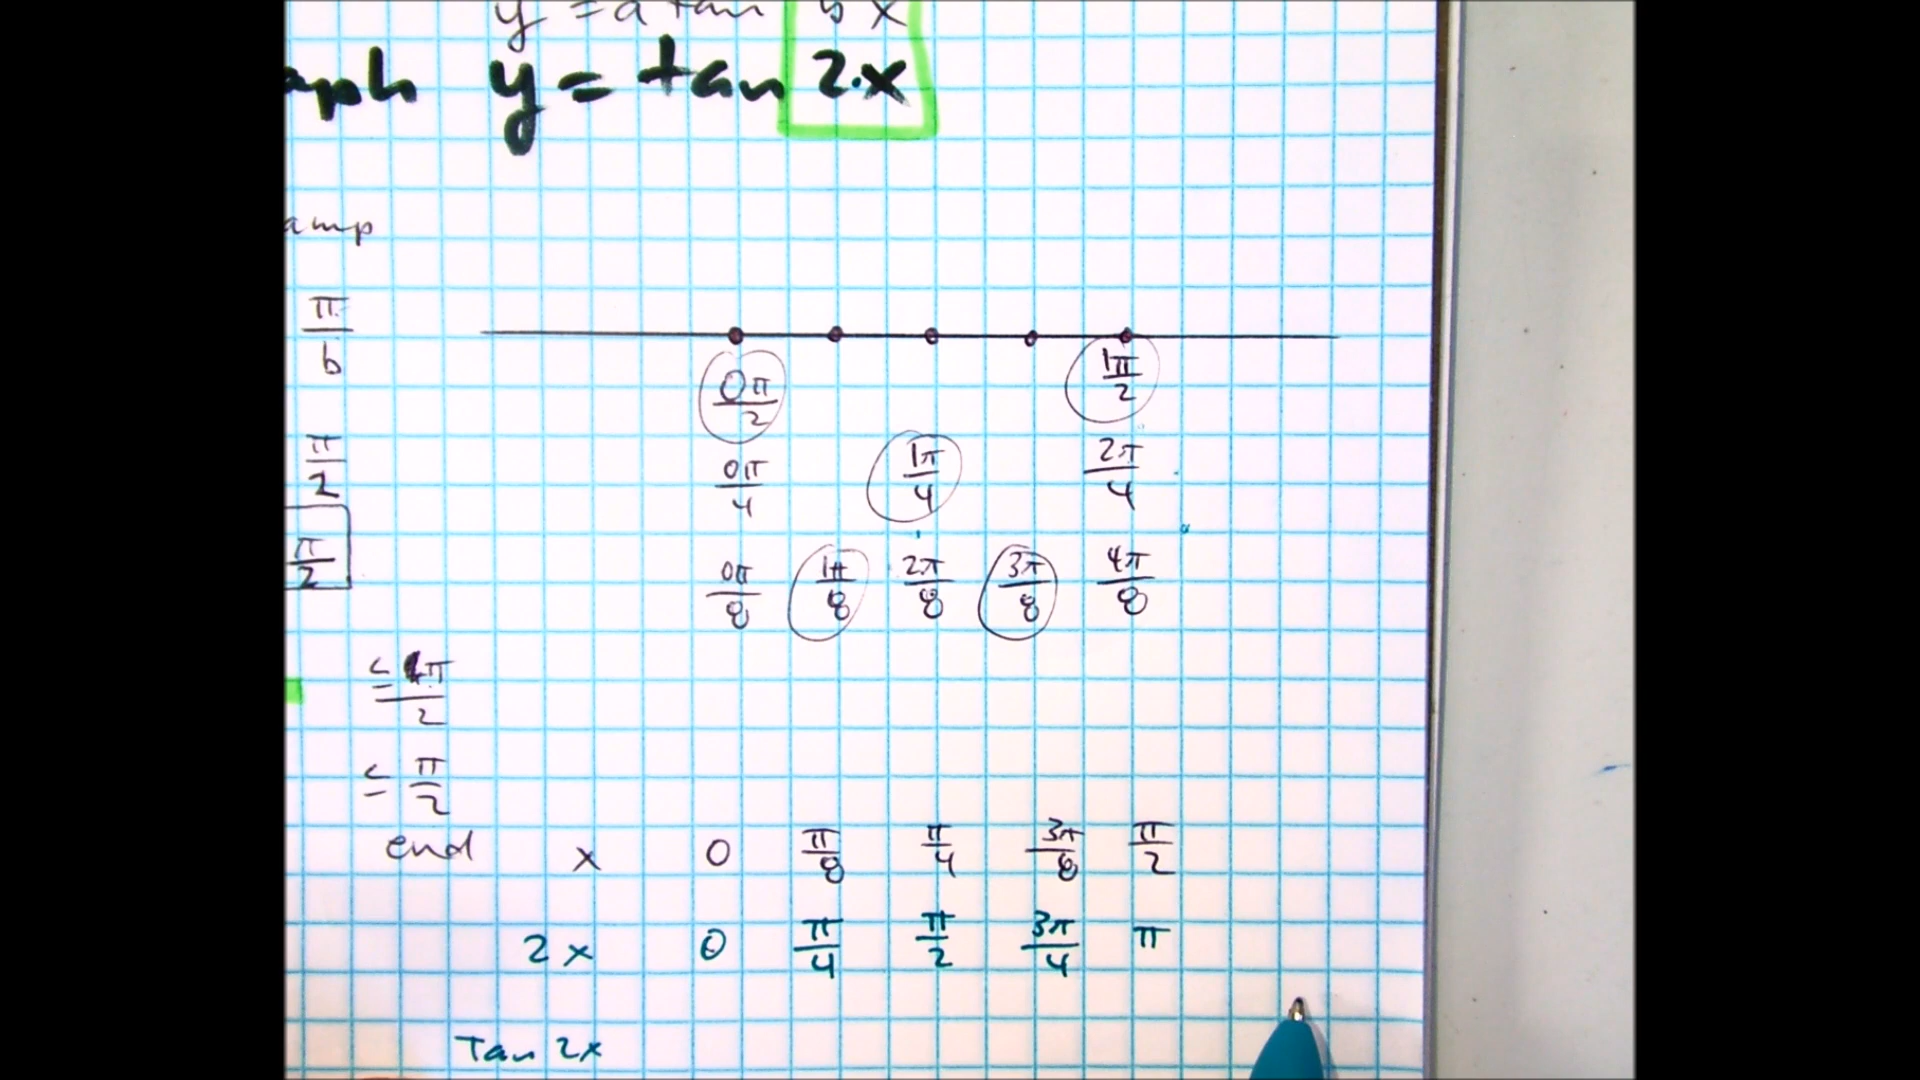 y = a tan b x
aph y = tan 2·x
amp
π/b
0π/2 1π/2
π/2
0π/4 1π/4 2π/4
π/2
0π/8 1π/8 2π/8 3π/8 4π/8
≤ π/2
≤ π/2
end x 0 π/8 π/4 3π/8 π/2
2x 0 π/4 π/2 3π/4 π
Tan 2x